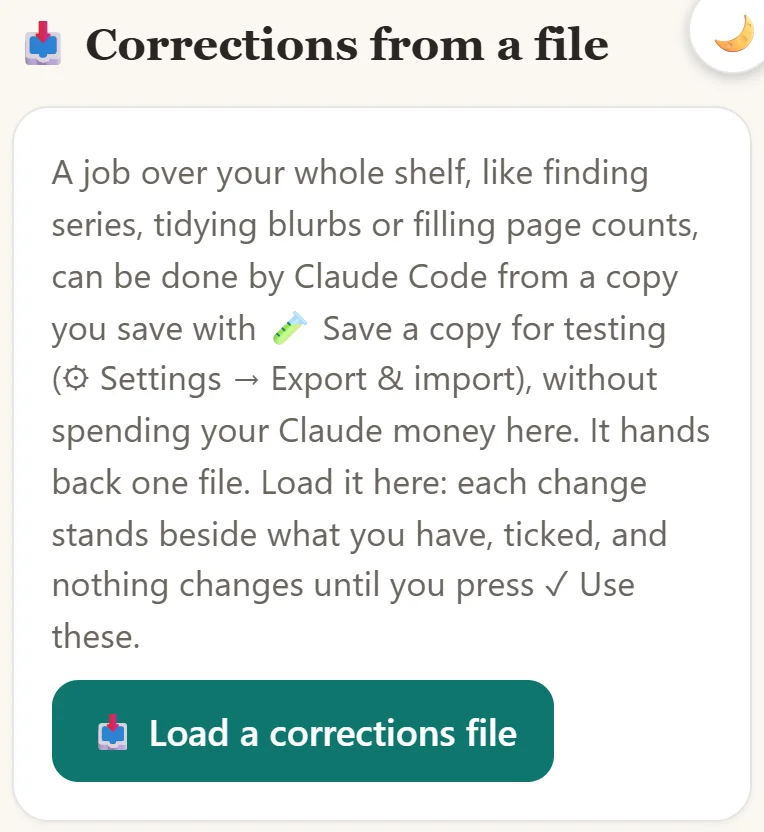 📥 Corrections from a file
A job over your whole shelf, like finding
series, tidying blurbs or filling page counts,
can be done by Claude Code from a copy
you save with 🧪 Save a copy for testing
(⚙ Settings → Export & import), without
spending your Claude money here. It hands
back one file. Load it here: each change
stands beside what you have, ticked, and
nothing changes until you press ✓ Use
these.
📥 Load a corrections file